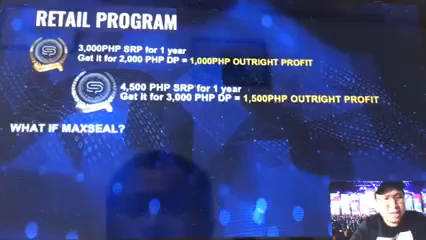 RETAIL PROGRAM
3,000PHP SRP for 1 year
Get it for 2,000 PHP DP = 1,000PHP OUTRIGHT PROFIT
4,500 PHP SRP for 1 year
Get it for 3,000 PHP DP = 1,500PHP OUTRIGHT PROFIT
WHAT IF MAXSEAL?